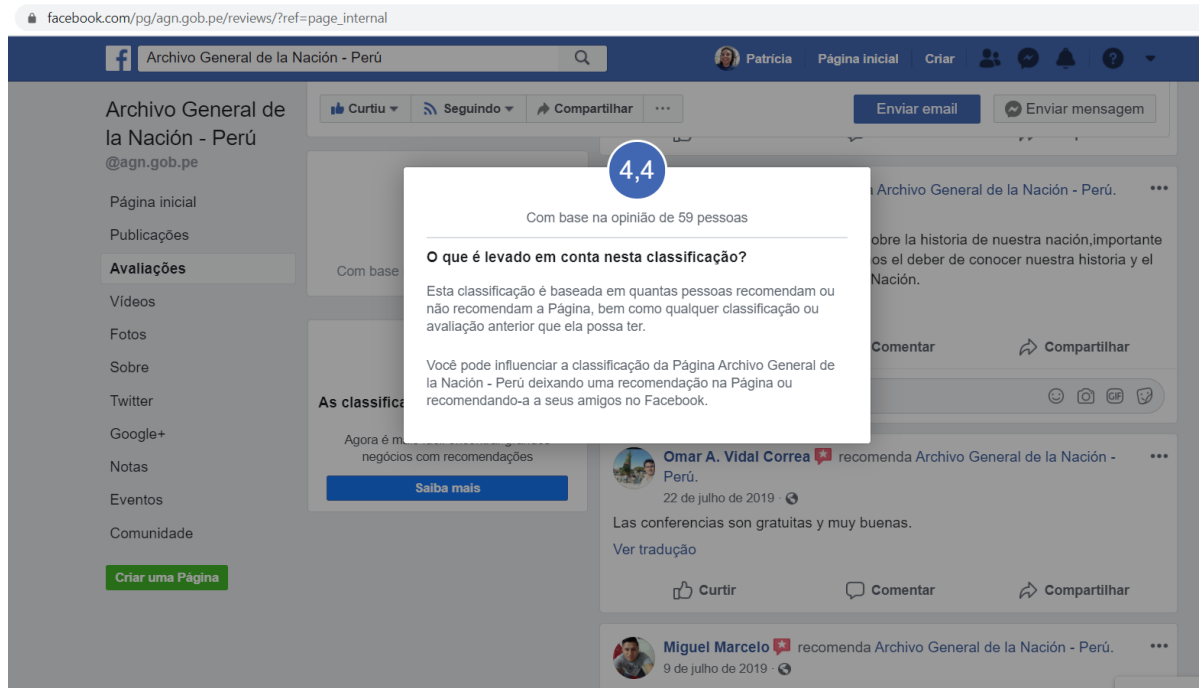 facebook.com/pg/agn.gob.pe/reviews/?ref=page_internal
Archivo General de la Nación - Perú
Patrícia
Página inicial
Criar
Archivo General de
la Nación - Perú
@agn.gob.pe
Página inicial
Publicações
Avaliações
Vídeos
Fotos
Sobre
Twitter
Google+
Notas
Eventos
Comunidade
Criar uma Página
Curtiu
Seguindo
Compartilhar
Enviar email
Enviar mensagem
Com base
As classifica
Agora é m
negócios com recomendações
Saiba mais
4,4
Com base na opinião de 59 pessoas
O que é levado em conta nesta classificação?
Esta classificação é baseada em quantas pessoas recomendam ou
não recomendam a Página, bem como qualquer classificação ou
avaliação anterior que ela possa ter.
Você pode influenciar a classificação da Página Archivo General de
la Nación - Perú deixando uma recomendação na Página ou
recomendando-a a seus amigos no Facebook.
Archivo General de la Nación - Perú.
obre la historia de nuestra nación,importante
os el deber de conocer nuestra historia y el
Nación.
Comentar
Compartilhar
GIF
Omar A. Vidal Correa recomenda Archivo General de la Nación -
Perú.
22 de julho de 2019 ·
Las conferencias son gratuitas y muy buenas.
Ver tradução
Curtir
Comentar
Compartilhar
Miguel Marcelo recomenda Archivo General de la Nación - Perú.
9 de julho de 2019 ·